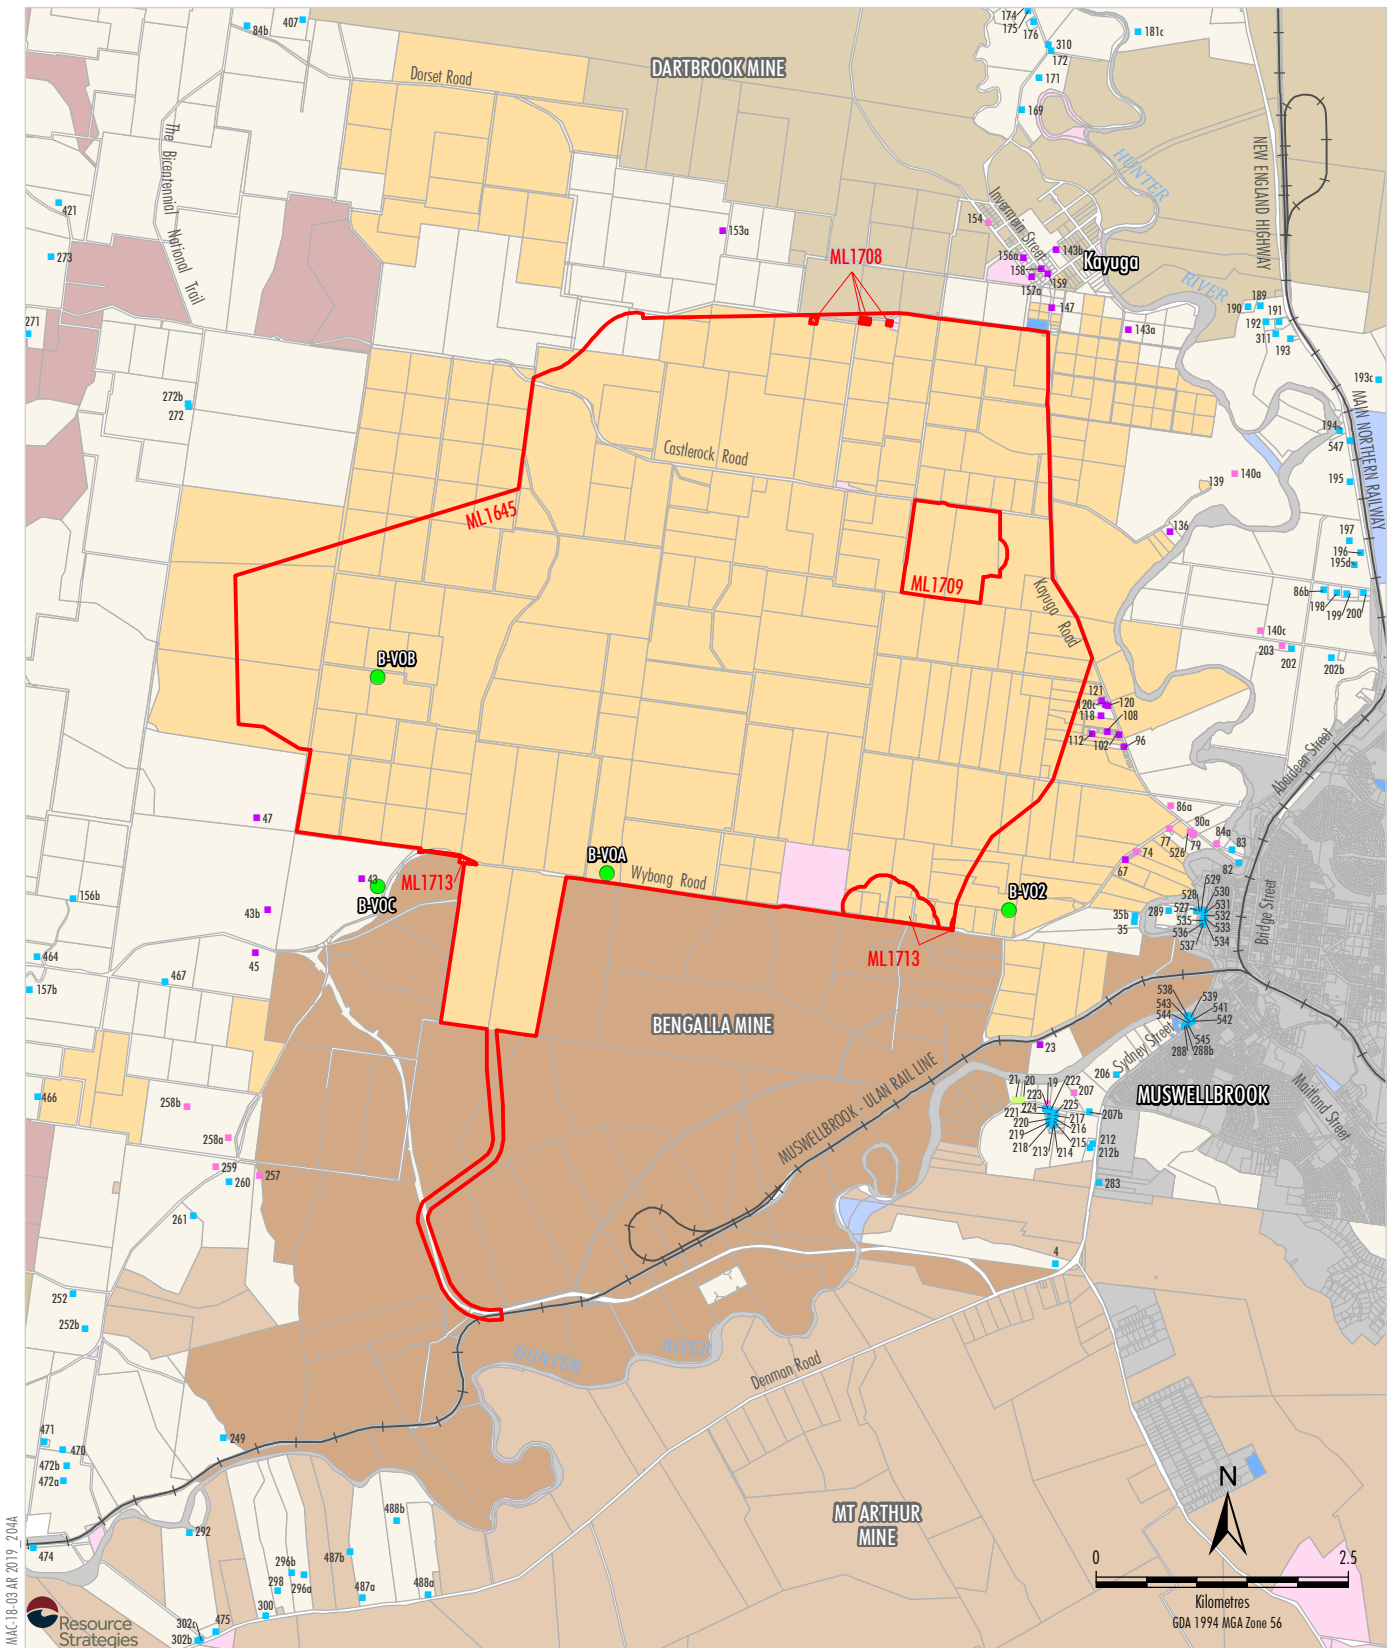 174
175
176
407
84b
181c
310
172
DARTBROOK MINE
Dorset Road
171
169
The Bicentennial National Trail
HUNTER
NEW ENGLAND HIGHWAY
421
154
Invermein Street
153a
273
156a
143b
Kayuga
ML1708
158
159
157a
RIVER
147
190
189
271
143a
192
191
311
193
193c
272b
272
194
547
MAIN NORTHERN RAILWAY
Castlerock Road
140a
139
195
ML1645
136
197
196
195d
ML1709
Kayuga Road
86b
198
199
200
140c
203
202
202b
B-VOB
121
120c
120
118
108
112
102
96
Aberdeen Street
47
86a
80a
84a
77
526
79
83
74
82
67
B-VOA
Wybong Road
ML1713
43
B-VOC
B-VO2
529
528
530
527
531
535
532
536
533
537
534
156b
43b
35b
35
289
Bridge Street
464
45
ML1713
467
157b
538
539
543
541
544
542
545
288
288b
BENGALLA MINE
23
Sydney Street
206
MUSWELLBROOK
Maitland Street
MUSWELLBROOK - ULAN RAIL LINE
466
258b
21
20
19
222
223
207
224
225
207b
221
217
220
216
219
215
212
218
213
214
212b
258a
259
257
260
283
261
4
252
252b
HUNTER
RIVER
Denman Road
471
249
470
472b
472a
N
488b
MT ARTHUR
MINE
292
474
487b
296b
298
296a
487a
488a
0
2.5
Kilometres
GDA 1994 MGA Zone 56
300
475
302c
302b
Resource
Strategies
MAC-18-03 AR 2019_204A